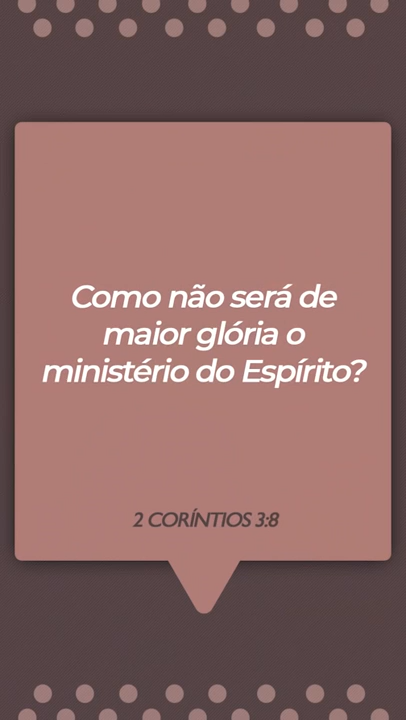 Como não será de
maior glória o
ministério do Espírito?
2 CORÍNTIOS 3:8